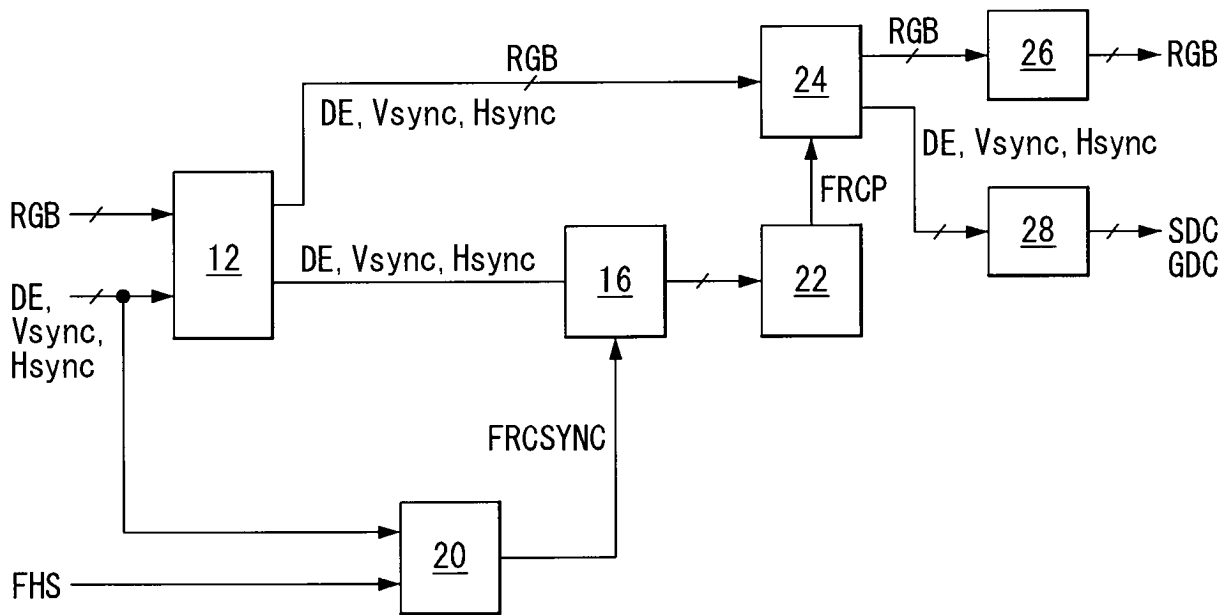 RGB
DE, Vsync, Hsync
24
RGB
26
RGB
DE, Vsync, Hsync
FRCP
RGB
12
DE, Vsync, Hsync
16
22
28
SDC
GDC
DE,
Vsync,
Hsync
FRCSYNC
20
FHS